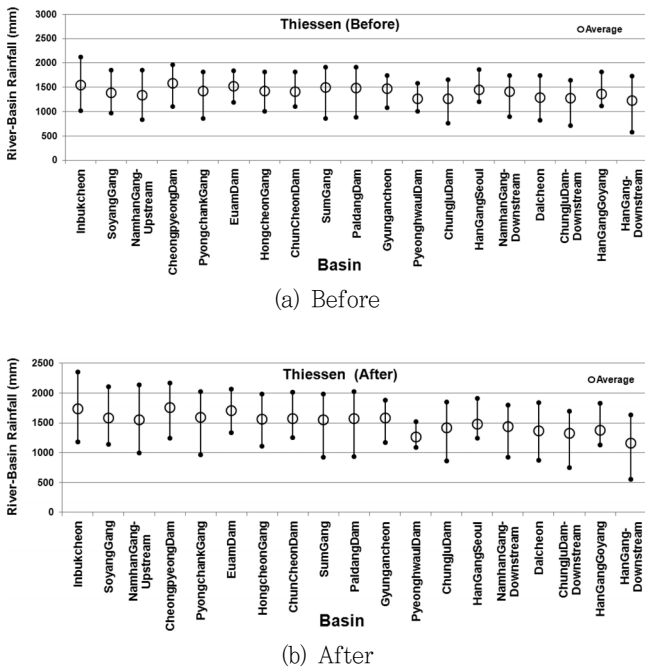 Thiessen (Before)
Average
River-Basin Rainfall (mm)
3000
2500
2000
1500
1000
500
0
Inbukcheon
SoyangGang
NamhanGang-
Upstream
CheongpyeongDam
PyongchankGang
EuamDam
HongcheonGang
ChunCheonDam
SumGang
PaldangDam
Gyungancheon
PyeonghwaulDam
ChungJuDam
HanGangSeoul
NamhanGang-
Downstream
Dalcheon
ChungJuDam-
Downstream
HanGangGoyang
HanGang-
Downstream
Basin
(a) Before
Thiessen (After)
Average
River-Basin Rainfall (mm)
2500
2000
1500
1000
500
0
Inbukcheon
SoyangGang
NamhanGang-
Upstream
CheongpyeongDam
PyongchankGang
EuamDam
HongcheonGang
ChunCheonDam
SumGang
PaldangDam
Gyungancheon
PyeonghwaulDam
ChungJuDam
HanGangSeoul
NamhanGang-
Downstream
Dalcheon
ChungJuDam-
Downstream
HanGangGoyang
HanGang-
Downstream
Basin
(b) After